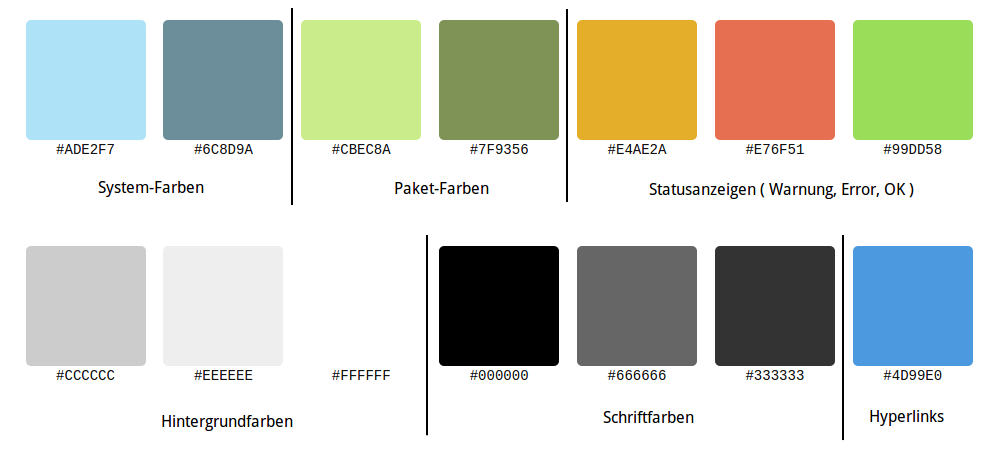 #ADE2F7 #6C8D9A #CBEC8A #7F9356 #E4AE2A #E76F51 #99DD58
System-Farben Paket-Farben Statusanzeigen ( Warnung, Error, OK )
#CCCCCC #EEEEEE #FFFFFF #000000 #666666 #333333 #4D99E0
Hintergrundfarben Schriftfarben Hyperlinks